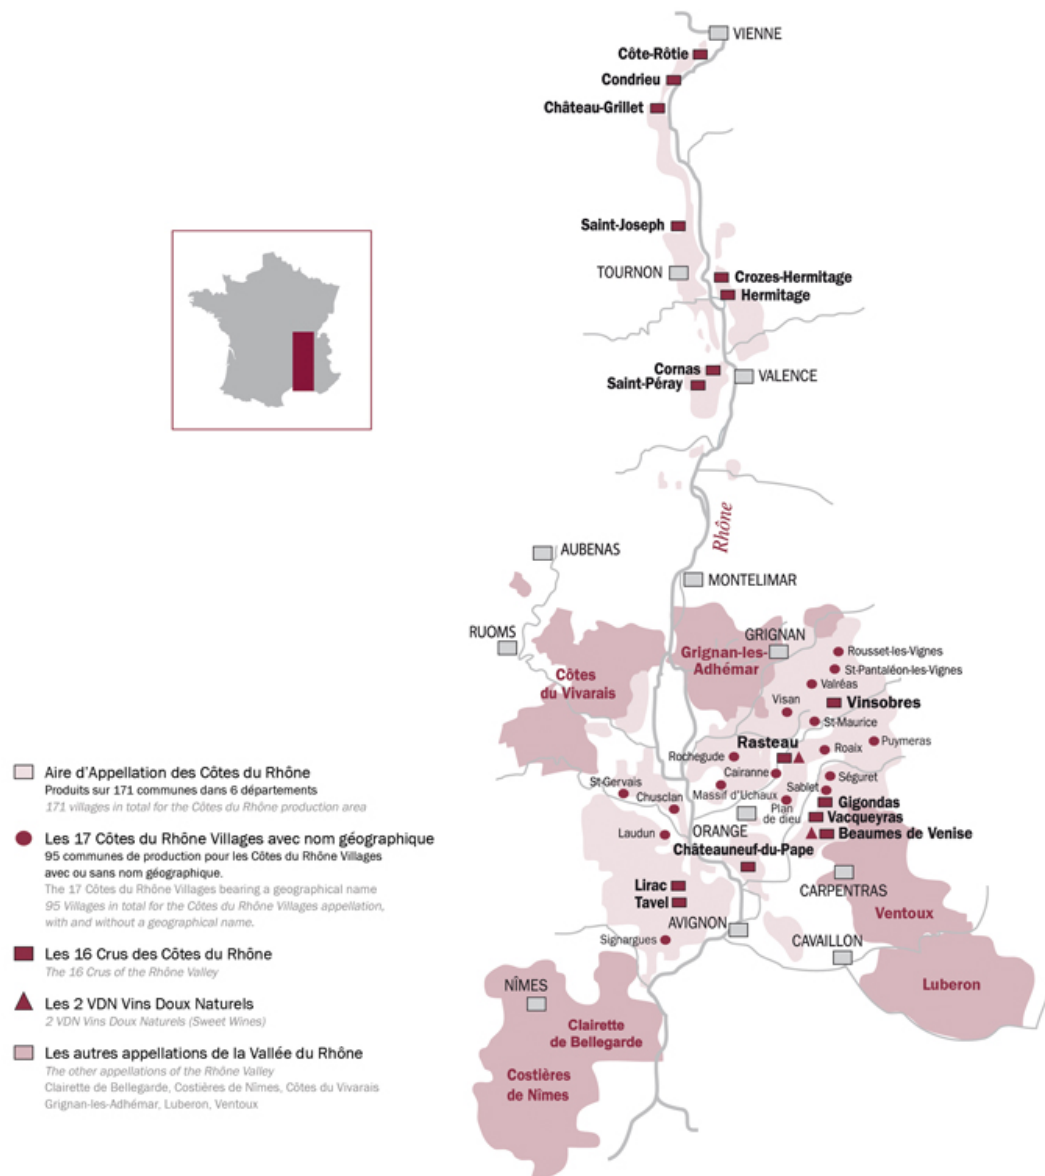 VIENNE
Côte-Rôtie
Condrieu
Château-Grillet
Saint-Joseph
TOURNON
Crozes-Hermitage
Hermitage
Cornas
Saint-Péray
VALENCE
Rhône
AUBENAS
MONTELIMAR
RUOMS
GRIGNAN
Grignan-les-
Adhémar
Côtes
du Vivarais
Rousset-les-Vignes
St-Pantaléon-les-Vignes
Valréas
Visan
Vinsobres
St-Maurice
Rasteau
Puymeras
Roaix
Rochegude
Cairanne
Séguret
St-Gervais
Massif d'Uchaux
Sablet
Chusclan
Plan
de dieu
Gigondas
Vacqueyras
Laudun
ORANGE
Beaumes de Venise
Châteauneuf-du-Pape
Lirac
CARPENTRAS
Tavel
Ventoux
AVIGNON
Signargues
CAVAILLON
NÎMES
Luberon
Clairette
de Bellegarde
Costières
de Nîmes
Aire d'Appellation des Côtes du Rhône
Produits sur 171 communes dans 6 départements
171 villages in total for the Côtes du Rhône production area
Les 17 Côtes du Rhône Villages avec nom géographique
95 communes de production pour les Côtes du Rhône Villages
avec ou sans nom géographique.
The 17 Côtes du Rhône Villages bearing a geographical name
95 Villages in total for the Côtes du Rhône Villages appellation,
with and without a geographical name.
Les 16 Crus des Côtes du Rhône
The 16 Crus of the Rhône Valley
Les 2 VDN Vins Doux Naturels
2 VDN Vins Doux Naturels (Sweet Wines)
Les autres appellations de la Vallée du Rhône
The other appellations of the Rhône Valley
Clairette de Bellegarde, Costières de Nîmes, Côtes du Vivarais
Grignan-les-Adhémar, Luberon, Ventoux